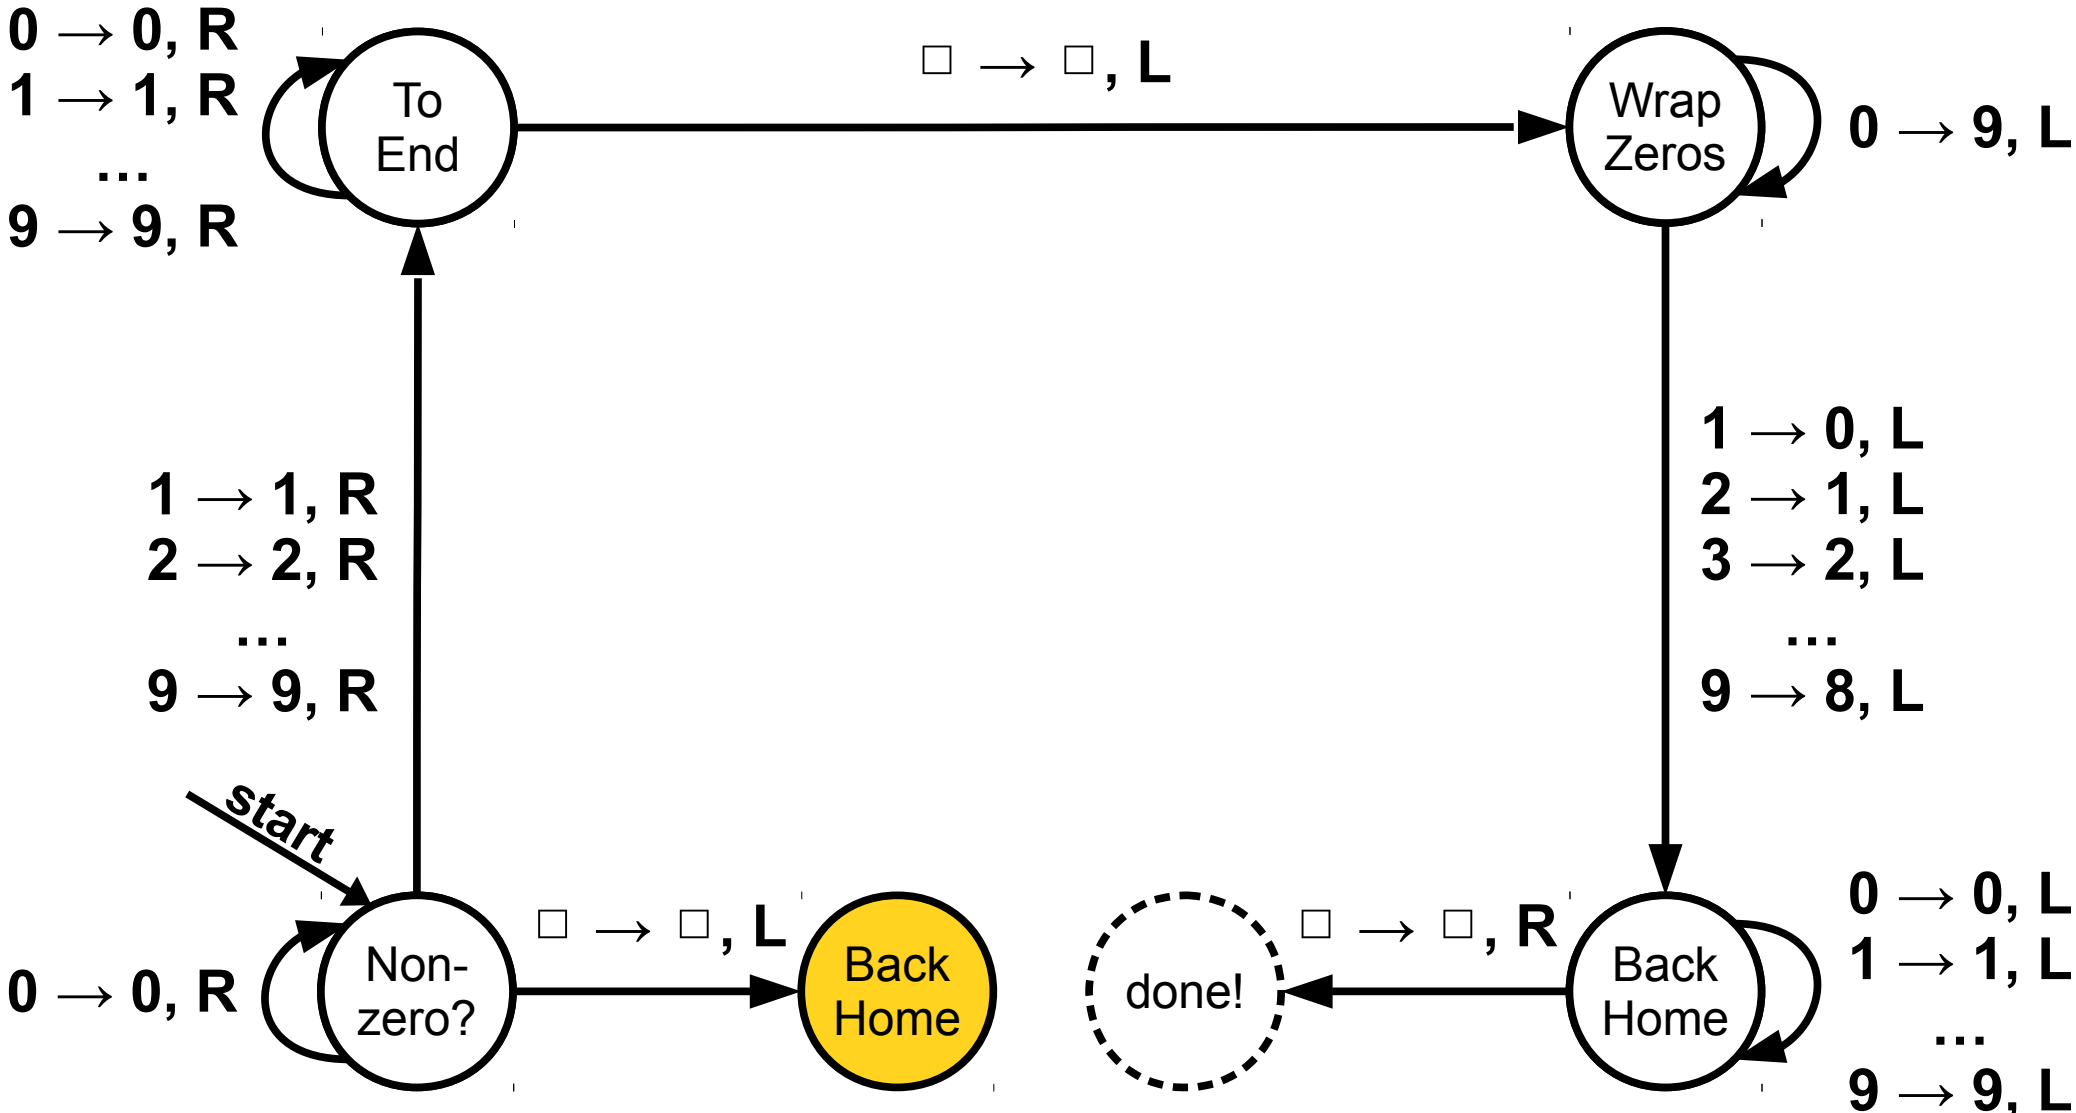 0 → 0, R
1 → 1, R
...
9 → 9, R
To
End
□ → □, L
Wrap
Zeros
0 → 9, L
1 → 1, R
2 → 2, R
...
9 → 9, R
1 → 0, L
2 → 1, L
3 → 2, L
...
9 → 8, L
start
0 → 0, R
Non-
zero?
□ → □, L
Back
Home
done!
□ → □, R
Back
Home
0 → 0, L
1 → 1, L
...
9 → 9, L